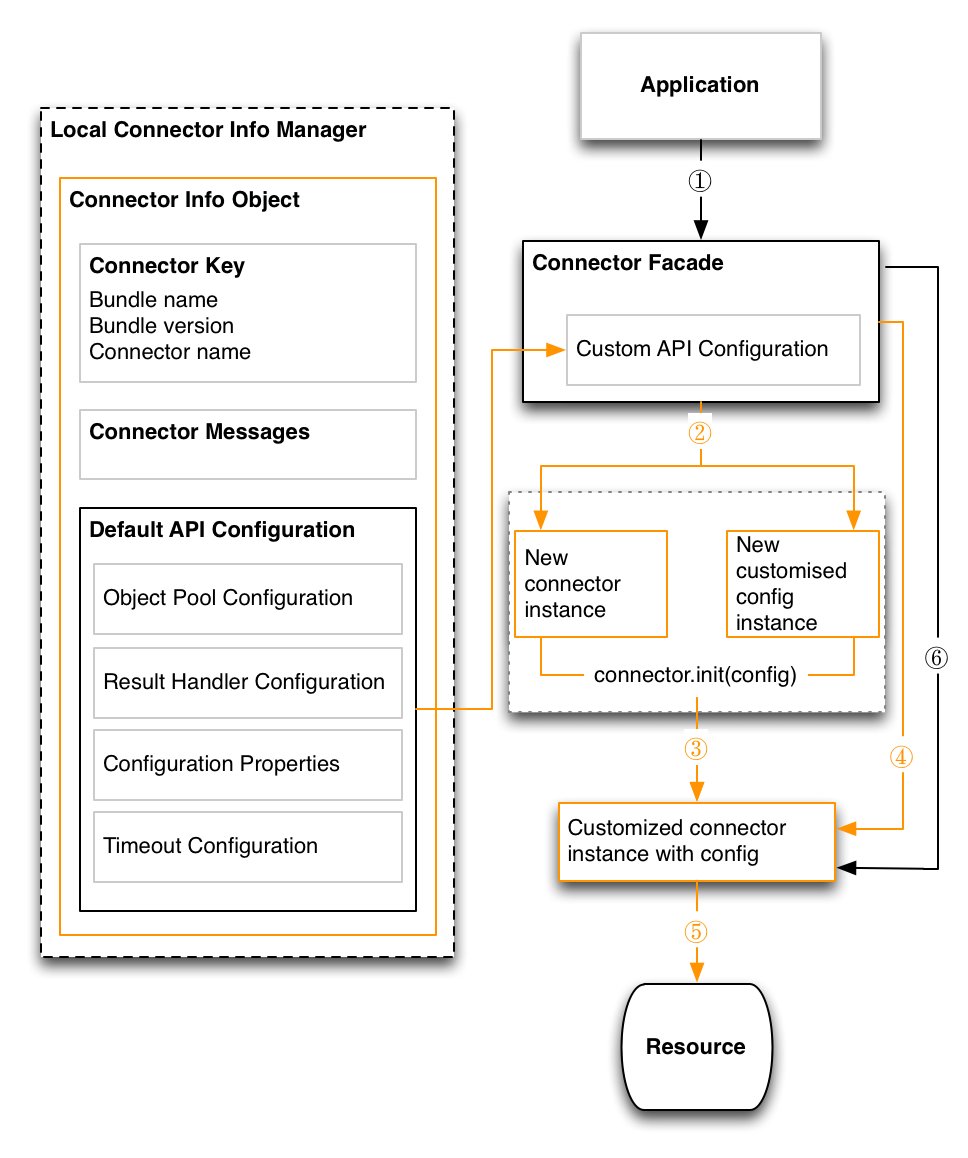 Local Connector Info Manager
Connector Info Object
Connector Key
Bundle name
Bundle version
Connector name
Connector Messages
Default API Configuration
Object Pool Configuration
Result Handler Configuration
Configuration Properties
Timeout Configuration
Application
①
Connector Facade
Custom API Configuration
②
New
connector
instance
New
customised
config
instance
connector.init(config)
⑥
③
④
Customized connector
instance with config
⑤
Resource